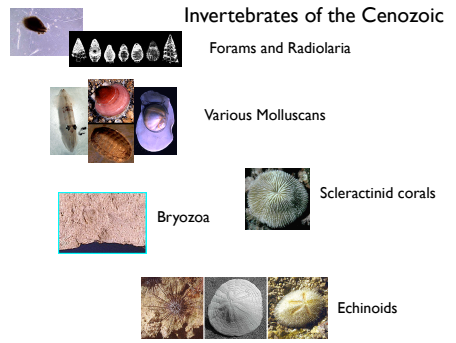 Invertebrates of the Cenozoic
Forams and Radiolaria
Various Molluscans
Scleractinid corals
Bryozoa
Echinoids